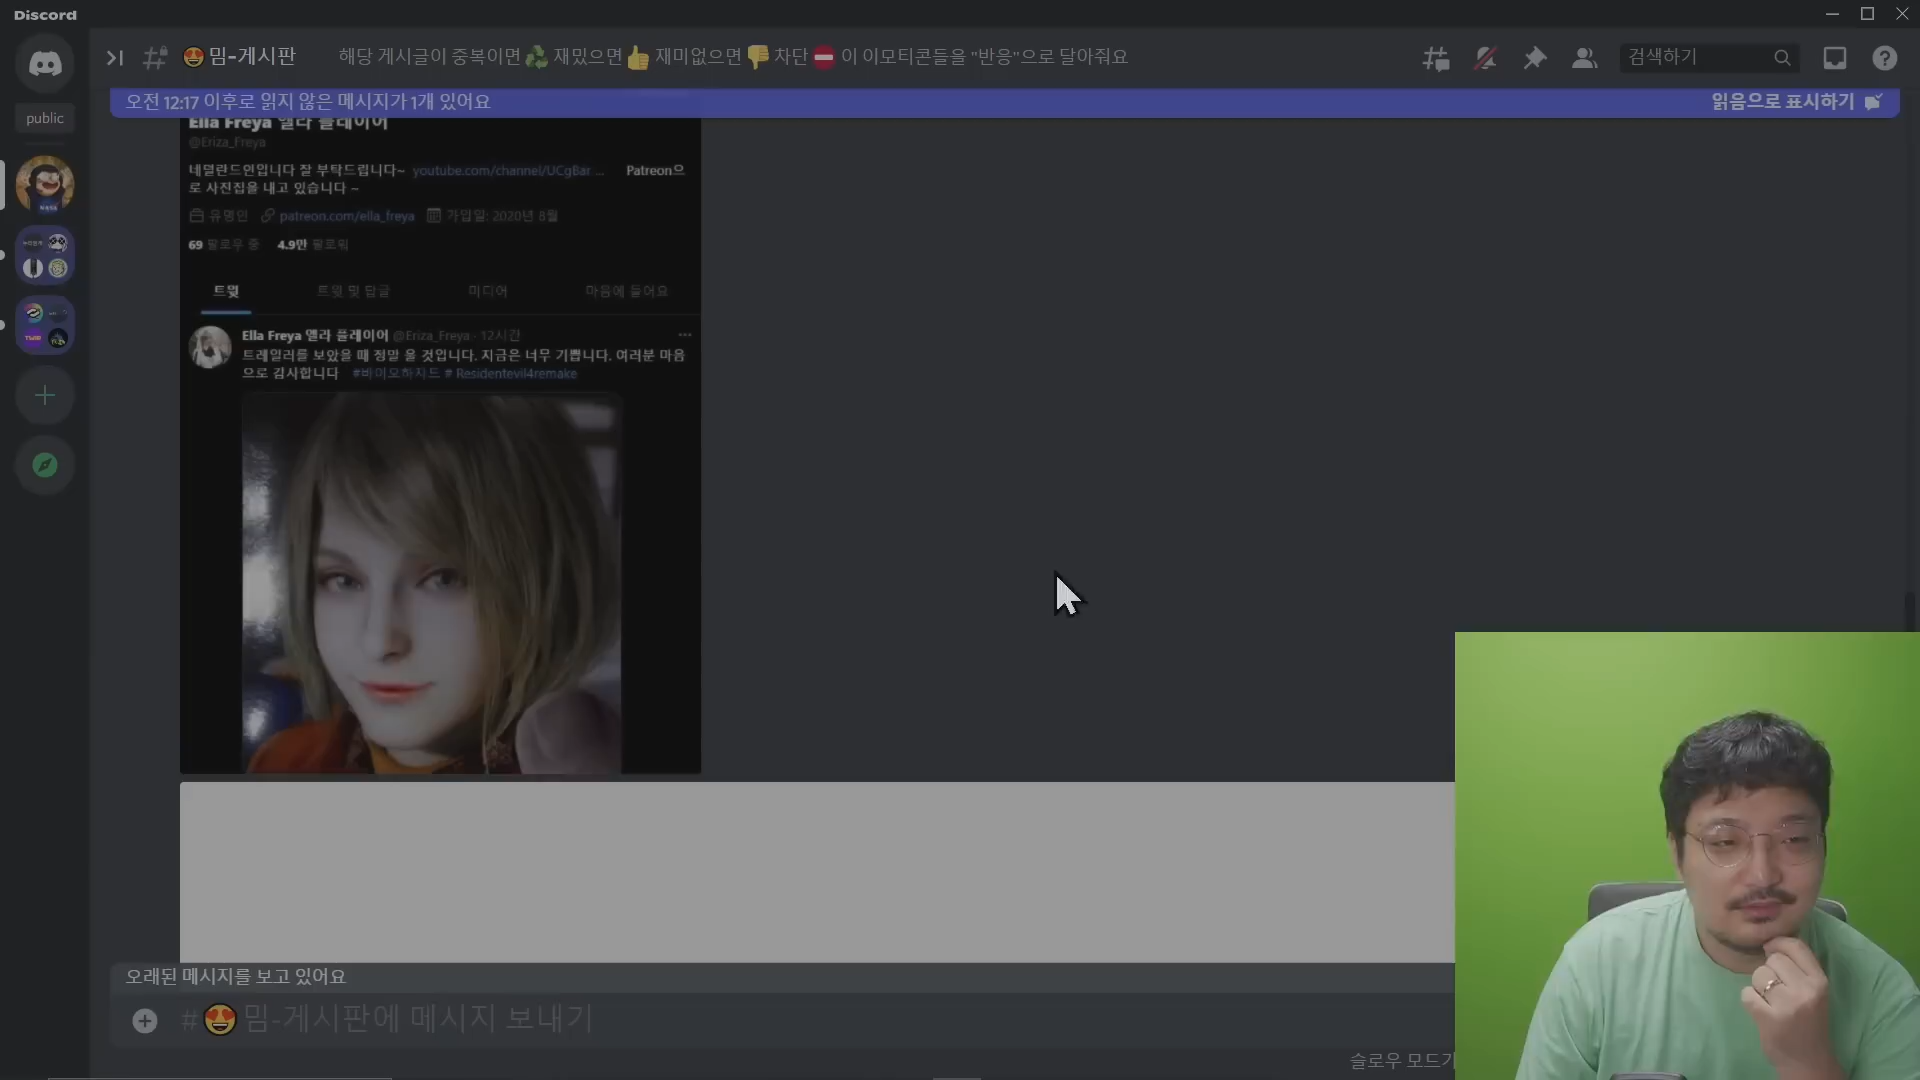 Discord
밈-게시판
해당 게시글이 중복이면 ♻️ 재밌으면 👍 재미없으면 👎 차단 ⛔ 이 이모티콘들을 "반응"으로 달아줘요
검색하기
오전 12:17 이후로 읽지 않은 메시지가 1개 있어요
읽음으로 표시하기
public
Ella Freya 엘라 플레이어
@Eriza_Freya
네덜란드인입니다 잘 부탁드립니다~ youtube.com/channel/UCgBar ... Patreon으
로 사진집을 내고 있습니다 ~
유명인 patreon.com/ella_freya 가입일: 2020년 8월
69 팔로우 중 4.9만 팔로워
트윗 트윗 및 답글 미디어 마음에 들어요
Ella Freya 엘라 플레이어 @Eriza_Freya · 12시간
트레일러를 보았을 때 정말 울 것입니다. 지금은 너무 기쁩니다. 여러분 마음
으로 감사합니다 #바이오하자드 # Residentevil4remake
오래된 메시지를 보고 있어요
#😍밈-게시판에 메시지 보내기
슬로우 모드가